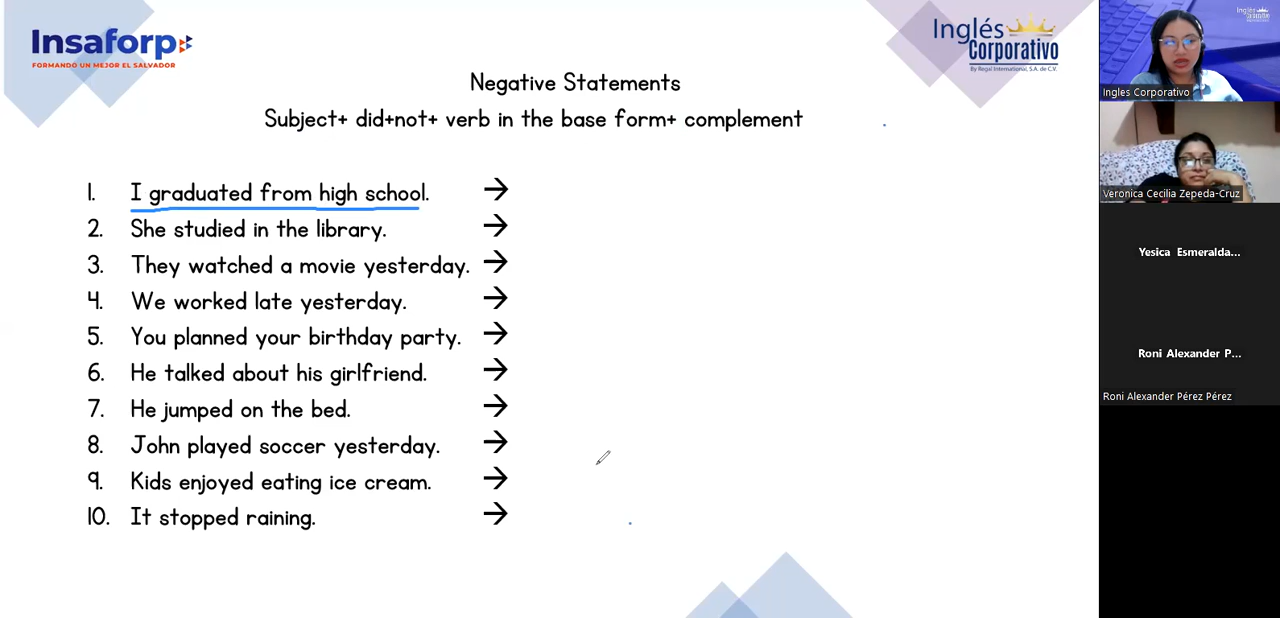 Insaforp
FORMANDO UN MEJOR EL SALVADOR
Inglés
Corporativo
By Regal International, S.A. de C.V.
Negative Statements
Subject+ did+not+ verb in the base form+ complement
1. I graduated from high school. →
2. She studied in the library. →
3. They watched a movie yesterday. →
4. We worked late yesterday. →
5. You planned your birthday party. →
6. He talked about his girlfriend. →
7. He jumped on the bed. →
8. John played soccer yesterday. →
9. Kids enjoyed eating ice cream. →
10. It stopped raining. →
Inglés
Ingles Corporativo
Veronica Cecilia Zepeda-Cruz
Yesica Esmeralda...
Roni Alexander P...
Roni Alexander Pérez Pérez